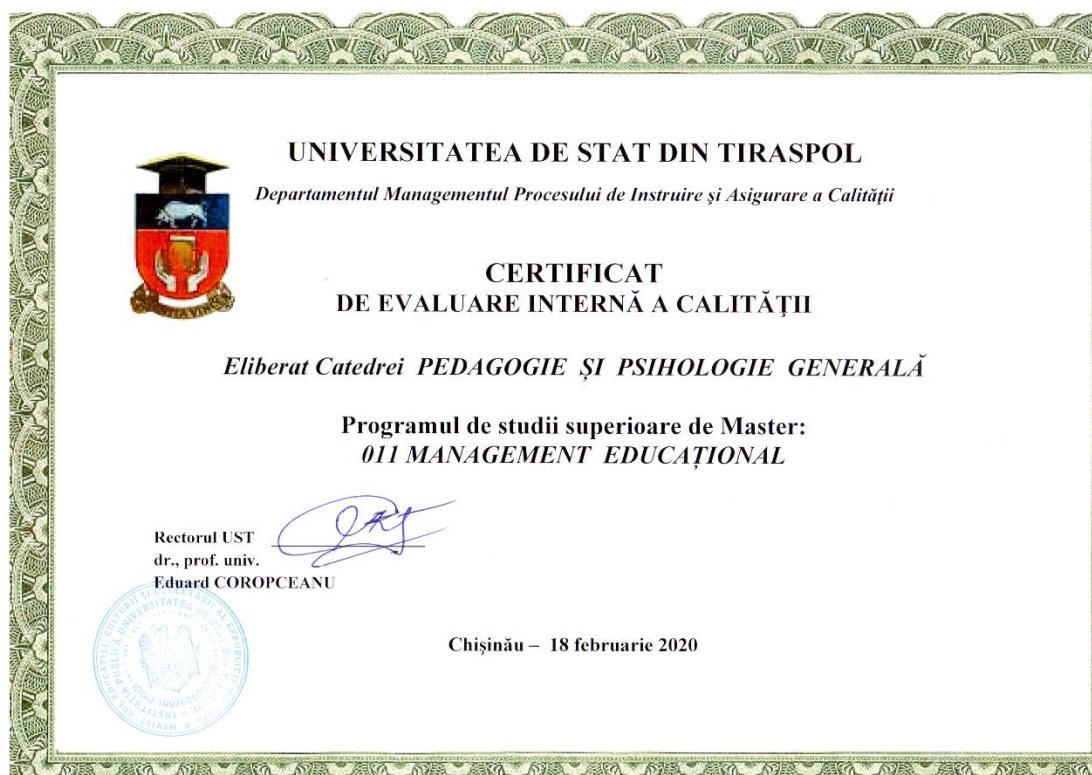 UNIVERSITATEA DE STAT DIN TIRASPOL
Departamentul Managementul Procesului de Instruire şi Asigurare a Calităţii
CERTIFICAT
DE EVALUARE INTERNĂ A CALITĂŢII
Eliberat Catedrei PEDAGOGIE ȘI PSIHOLOGIE GENERALĂ
Programul de studii superioare de Master:
011 MANAGEMENT EDUCAȚIONAL
Rectorul UST
dr., prof. univ.
Eduard COROPCEANU
Chişinău – 18 februarie 2020